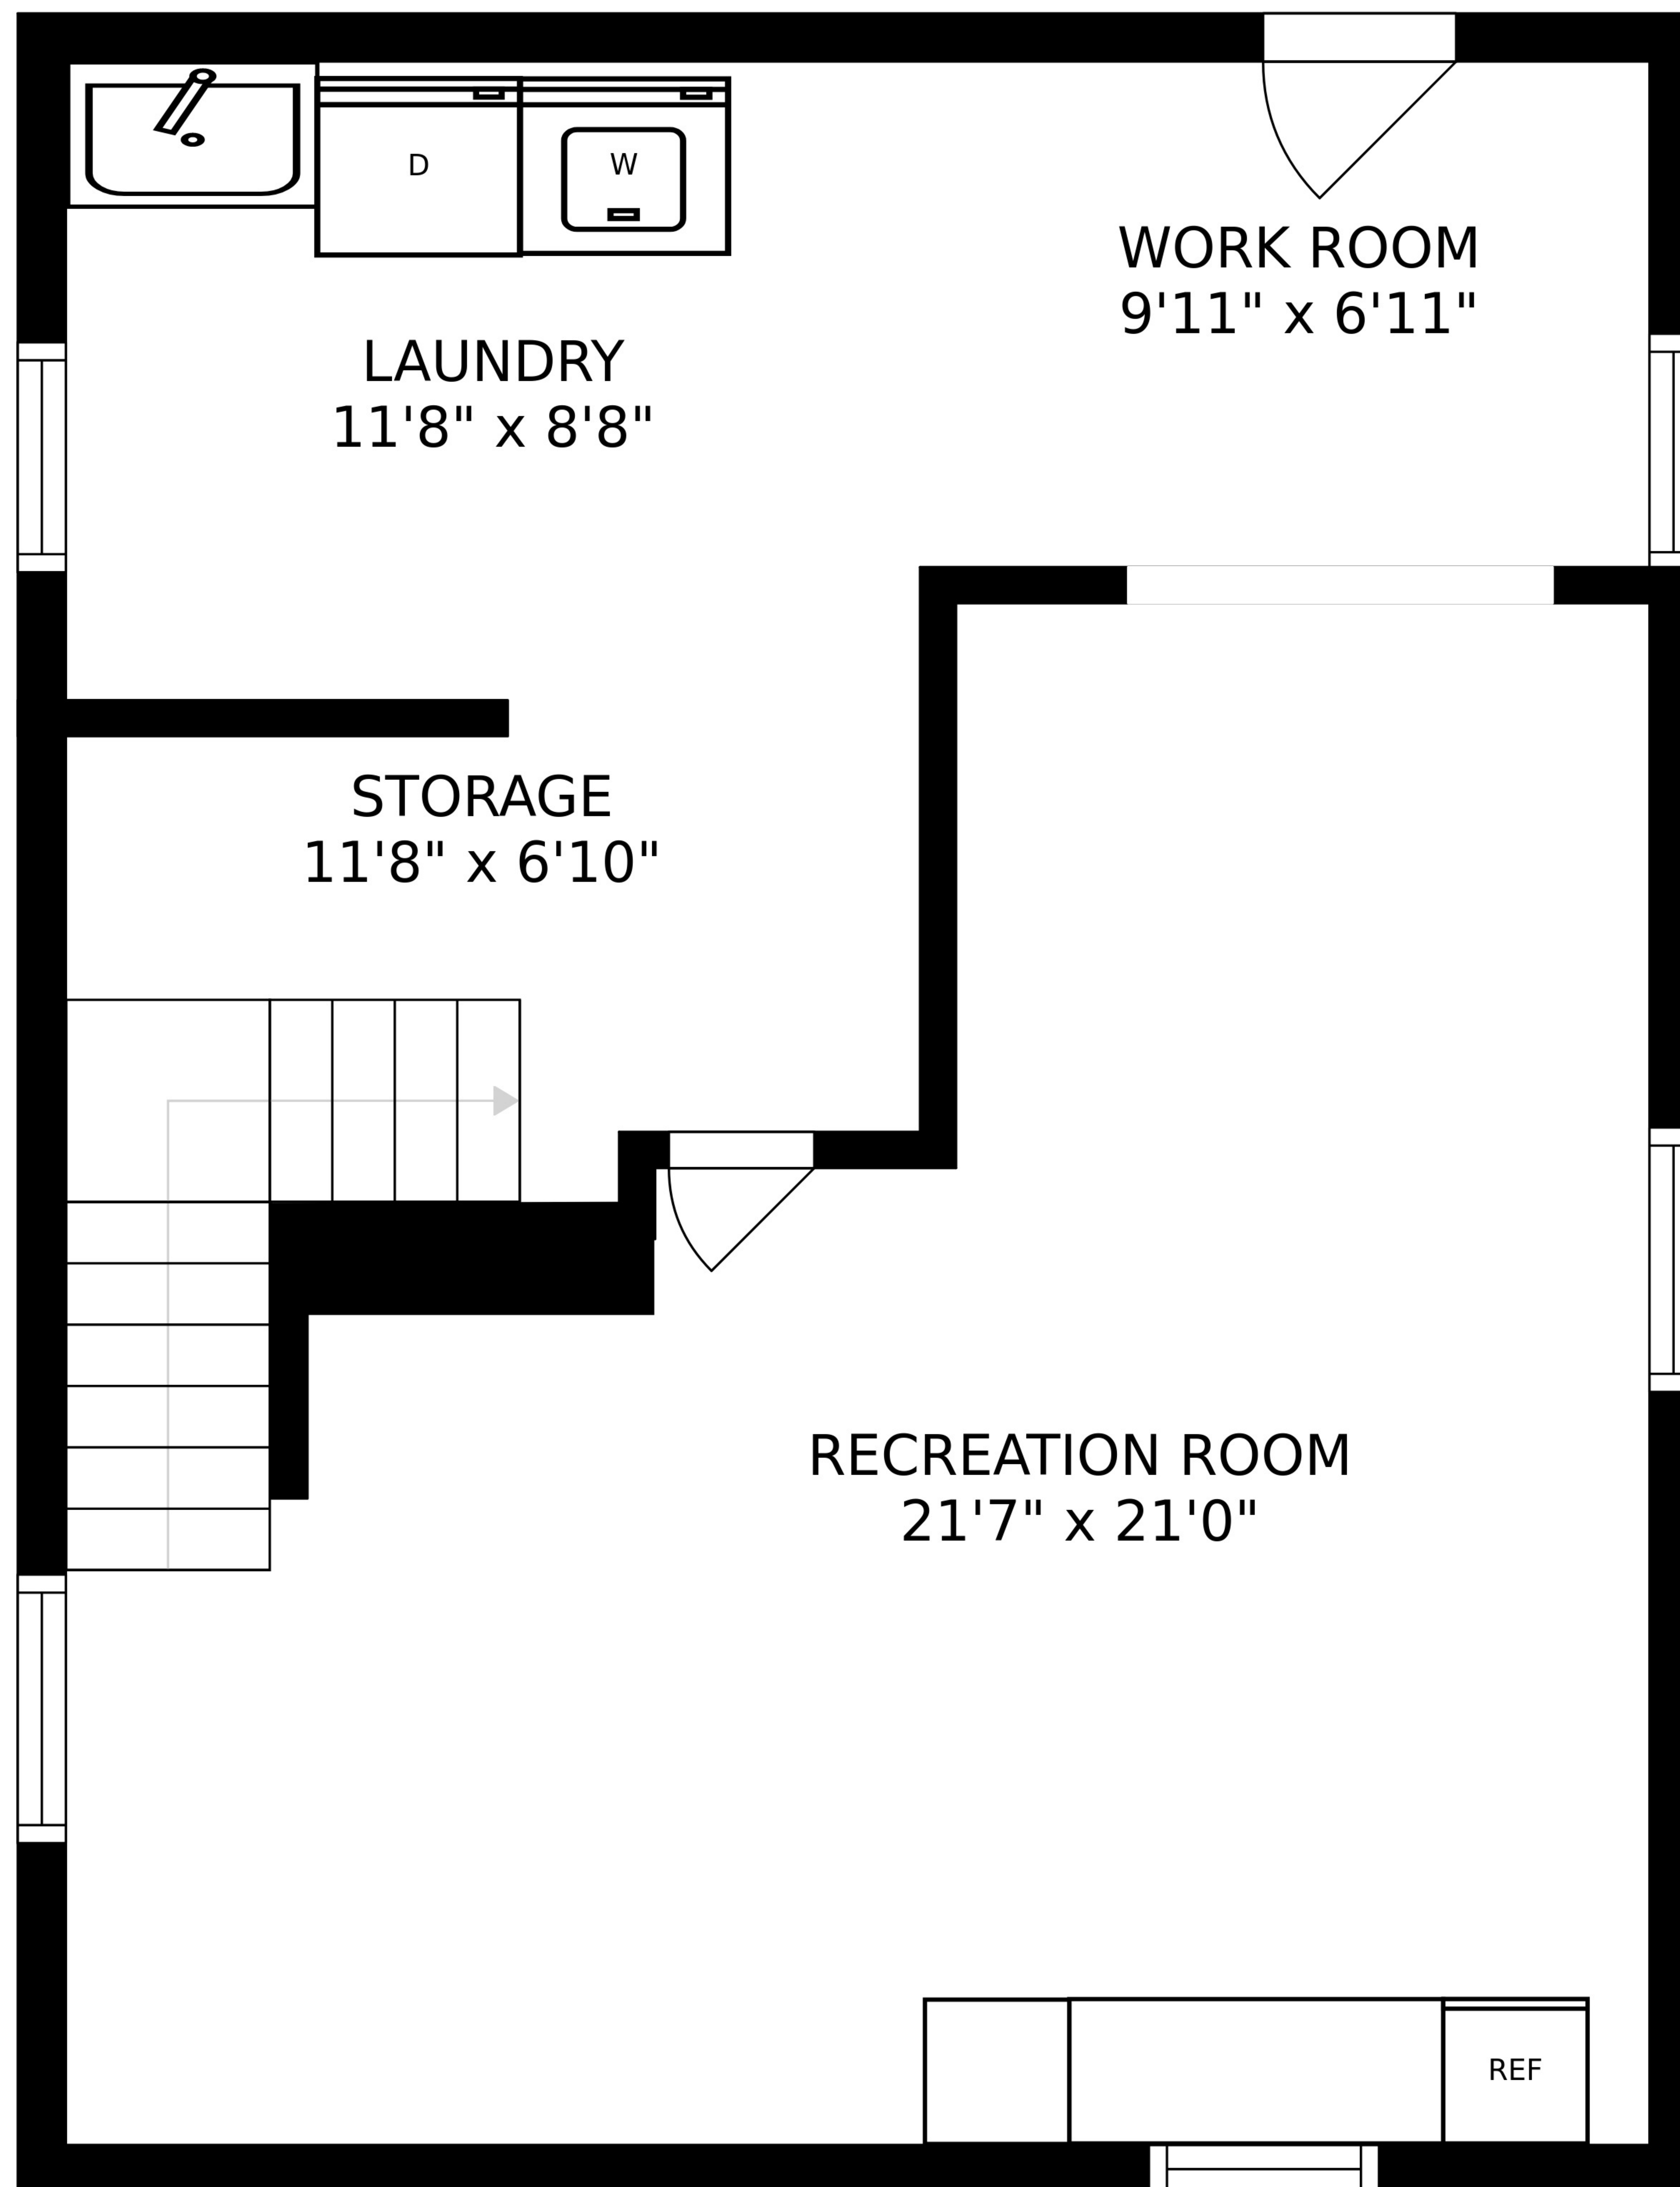 D
W
WORK ROOM
9'11" x 6'11"
LAUNDRY
11'8" x 8'8"
STORAGE
11'8" x 6'10"
RECREATION ROOM
21'7" x 21'0"
REF